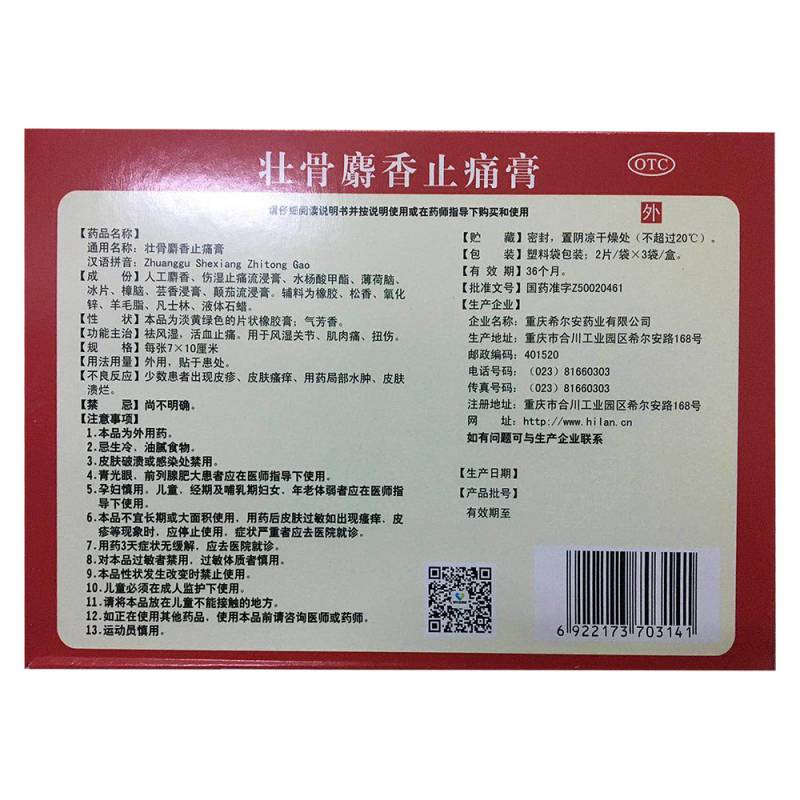 壮骨麝香止痛膏
OTC
请仔细阅读说明书并按说明使用或在药师指导下购买和使用
外
【药品名称】
通用名称：壮骨麝香止痛膏
汉语拼音：Zhuanggu Shexiang Zhitong Gao
【成　份】人工麝香、伤湿止痛流浸膏、水杨酸甲酯、薄荷脑、
冰片、樟脑、芸香浸膏、颠茄流浸膏。辅料为橡胶、松香、氧化
锌、羊毛脂、凡士林、液体石蜡。
【性　状】本品为淡黄绿色的片状橡胶膏；气芳香。
【功能主治】祛风湿，活血止痛。用于风湿关节、肌肉痛、扭伤。
【规　格】每张7×10厘米
【用法用量】外用，贴于患处。
【不良反应】少数患者出现皮疹、皮肤瘙痒，用药局部水肿、皮肤
溃烂。
【禁　忌】尚不明确。
【注意事项】
1.本品为外用药。
2.忌生冷、油腻食物。
3.皮肤破溃或感染处禁用。
4.青光眼、前列腺肥大患者应在医师指导下使用。
5.孕妇慎用。儿童、经期及哺乳期妇女、年老体弱者应在医师指
导下使用。
6.本品不宜长期或大面积使用，用药后皮肤过敏如出现瘙痒、皮
疹等现象时，应停止使用，症状严重者应去医院就诊。
7.用药3天症状无缓解，应去医院就诊。
8.对本品过敏者禁用，过敏体质者慎用。
9.本品性状发生改变时禁止使用。
10.儿童必须在成人监护下使用。
11.请将本品放在儿童不能接触的地方。
12.如正在使用其他药品，使用本品前请咨询医师或药师。
13.运动员慎用。
【贮　藏】密封，置阴凉干燥处（不超过20℃）。
【包　装】塑料袋包装；2片/袋×3袋/盒。
【有 效 期】36个月。
【批准文号】国药准字Z50020461
【生产企业】
企业名称：重庆希尔安药业有限公司
生产地址：重庆市合川工业园区希尔安路168号
邮政编码：401520
电话号码：（023）81660303
传真号码：（023）81660303
注册地址：重庆市合川工业园区希尔安路168号
网　址：http://www.hilan.cn
如有问题可与生产企业联系
【生产日期】
【产品批号】
有效期至
6 922173 703141